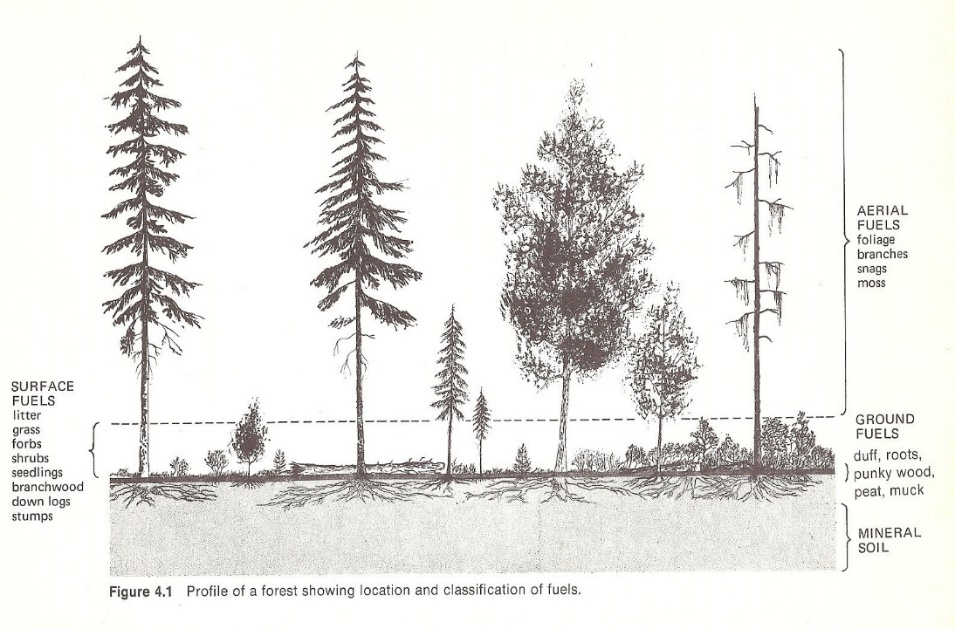 AERIAL
FUELS
foliage
branches
snags
moss
SURFACE
FUELS
litter
grass
forbs
shrubs
seedlings
branchwood
down logs
stumps
GROUND
FUELS
duff, roots,
punky wood,
peat, muck
MINERAL
SOIL
Figure 4.1 Profile of a forest showing location and classification of fuels.